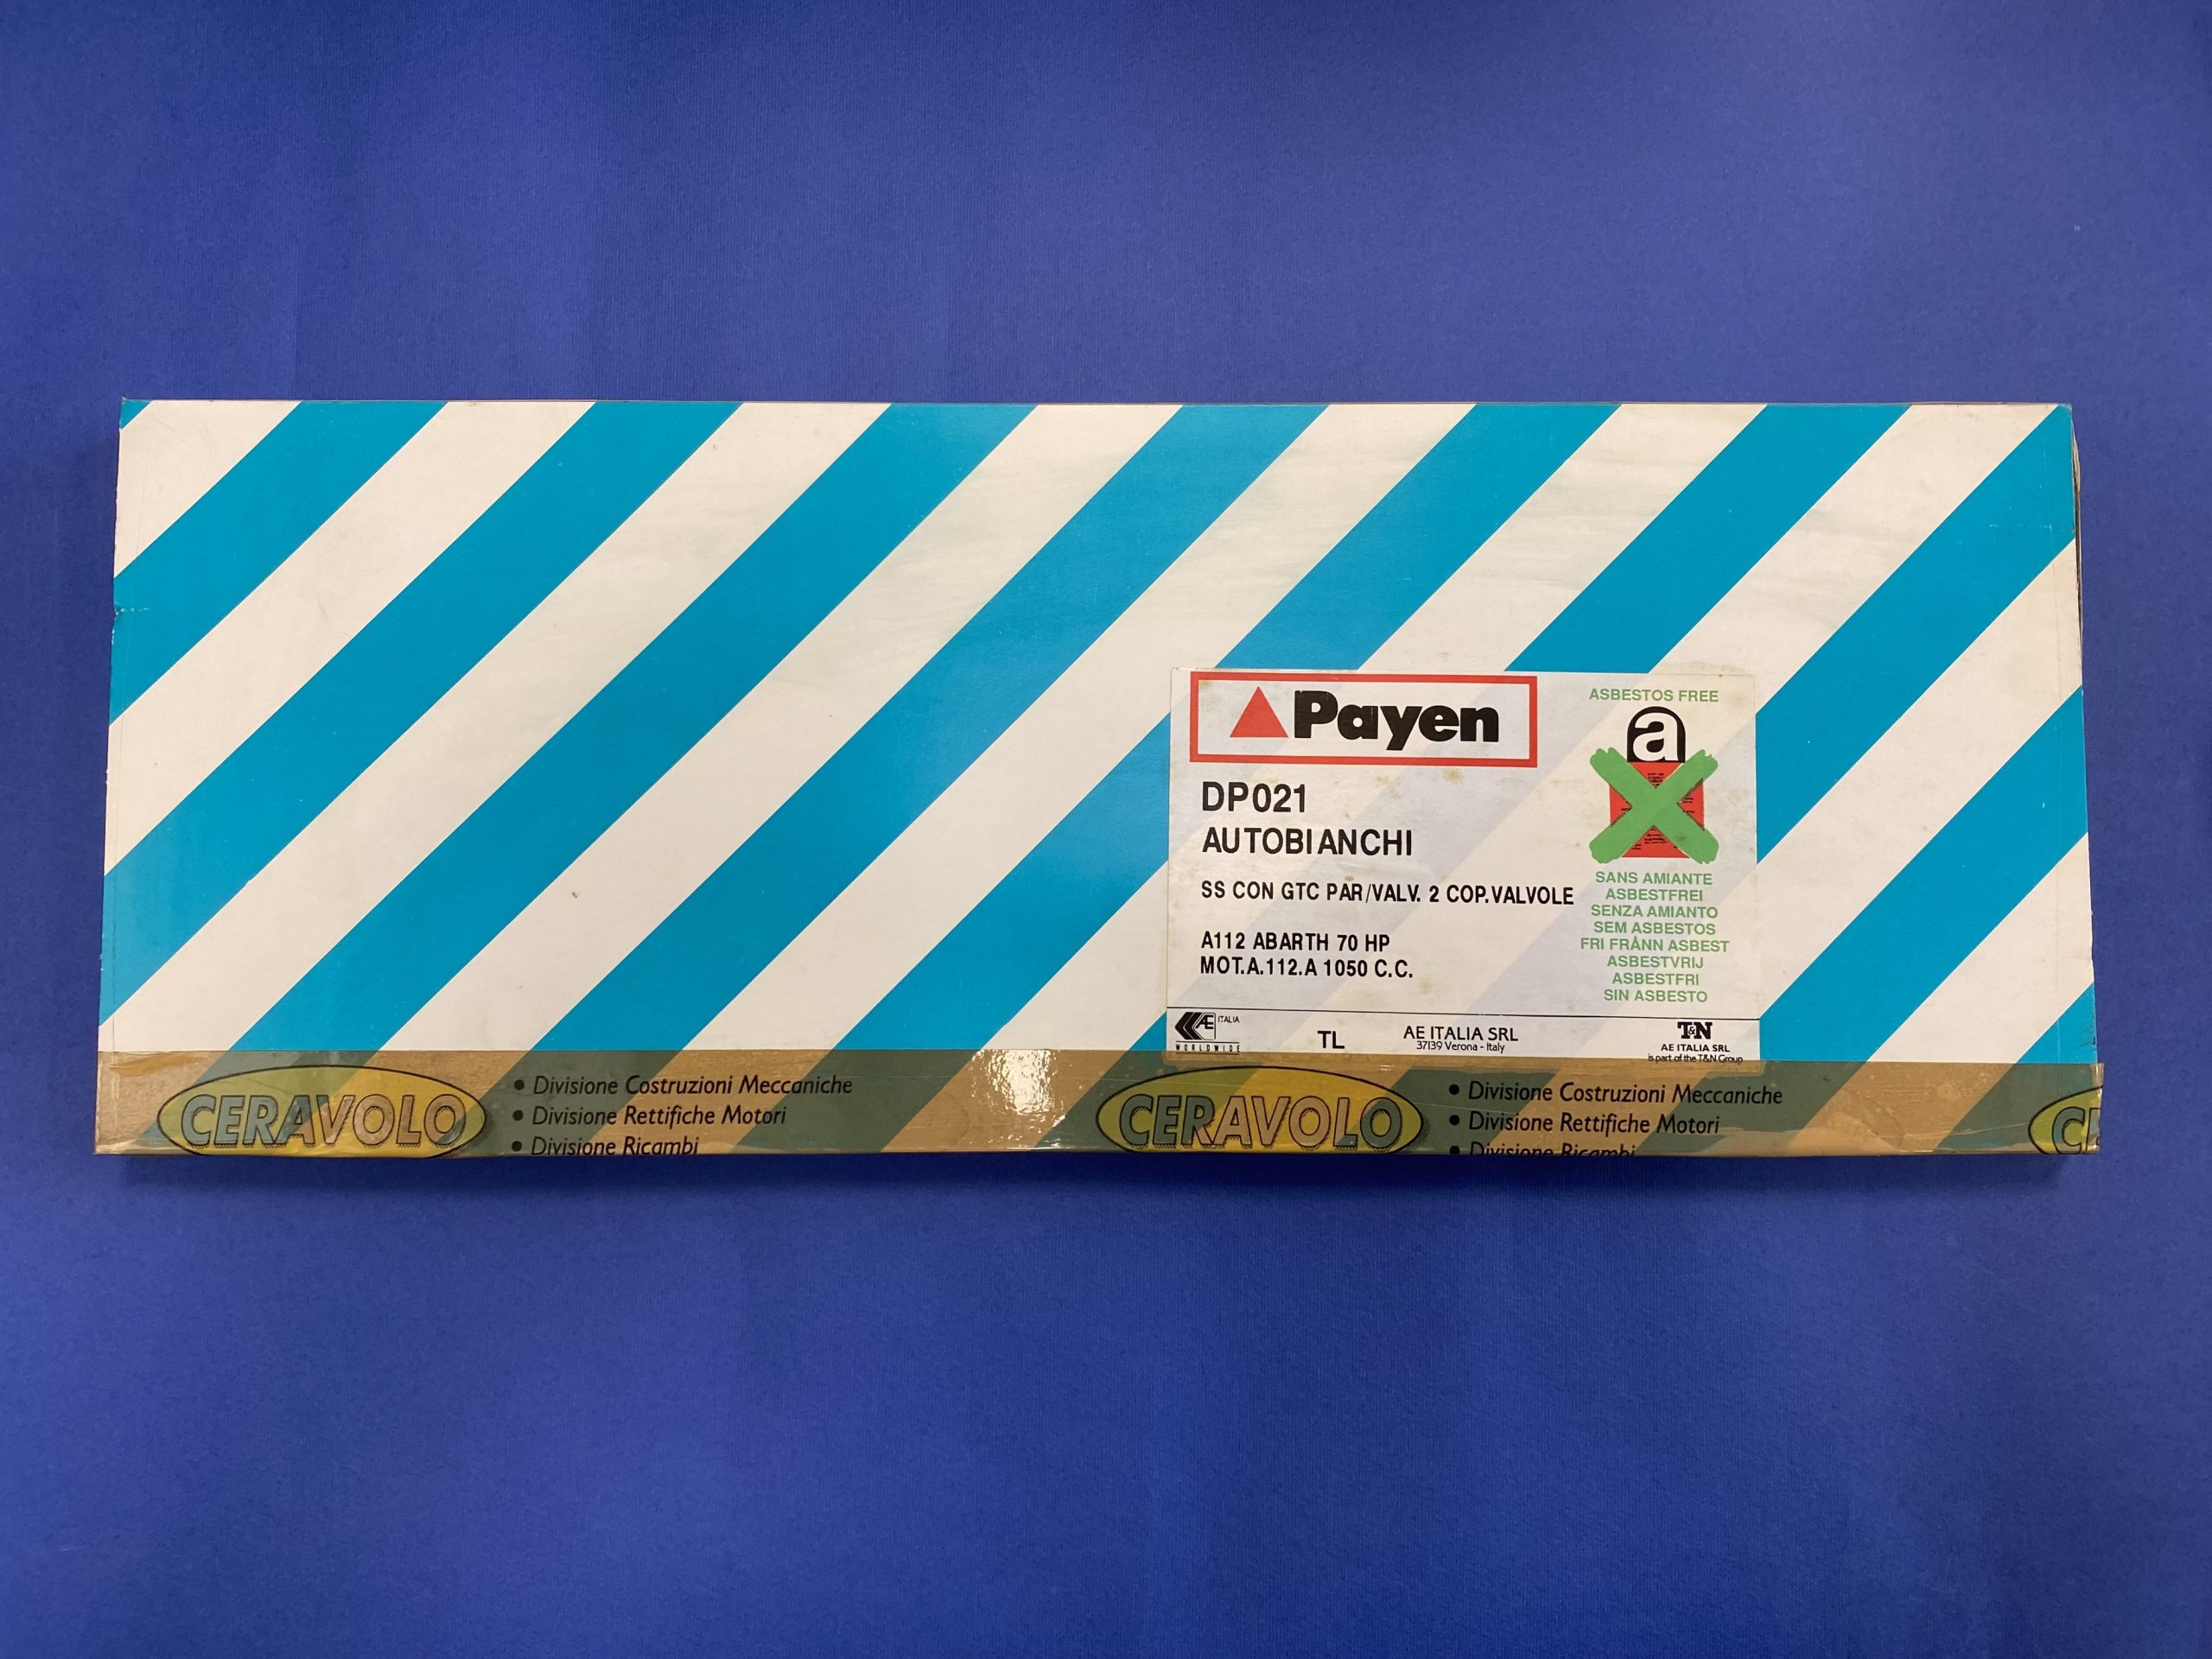 Payen
DP021
AUTOBIANCHI
SS CON GTC PAR/VALV. 2 COP.VALVOLE
A112 ABARTH 70 HP
MOT.A.112.A 1050 C.C.
ASBESTOS FREE
a
SANS AMIANTE
ASBESTFREI
SENZA AMIANTO
SEM ASBESTOS
FRI FRÅNN ASBEST
ASBESTVRIJ
ASBESTFRI
SIN ASBESTO
AE ITALIA
WORLDWIDE
TL
AE ITALIA SRL
37139 Verona - Italy
T&N
AE ITALIA SRL
is part of the T&N Group
CERAVOLO
• Divisione Costruzioni Meccaniche
• Divisione Rettifiche Motori
• Divisione Ricambi
CERAVOLO
• Divisione Costruzioni Meccaniche
• Divisione Rettifiche Motori
• Divisione Ricambi